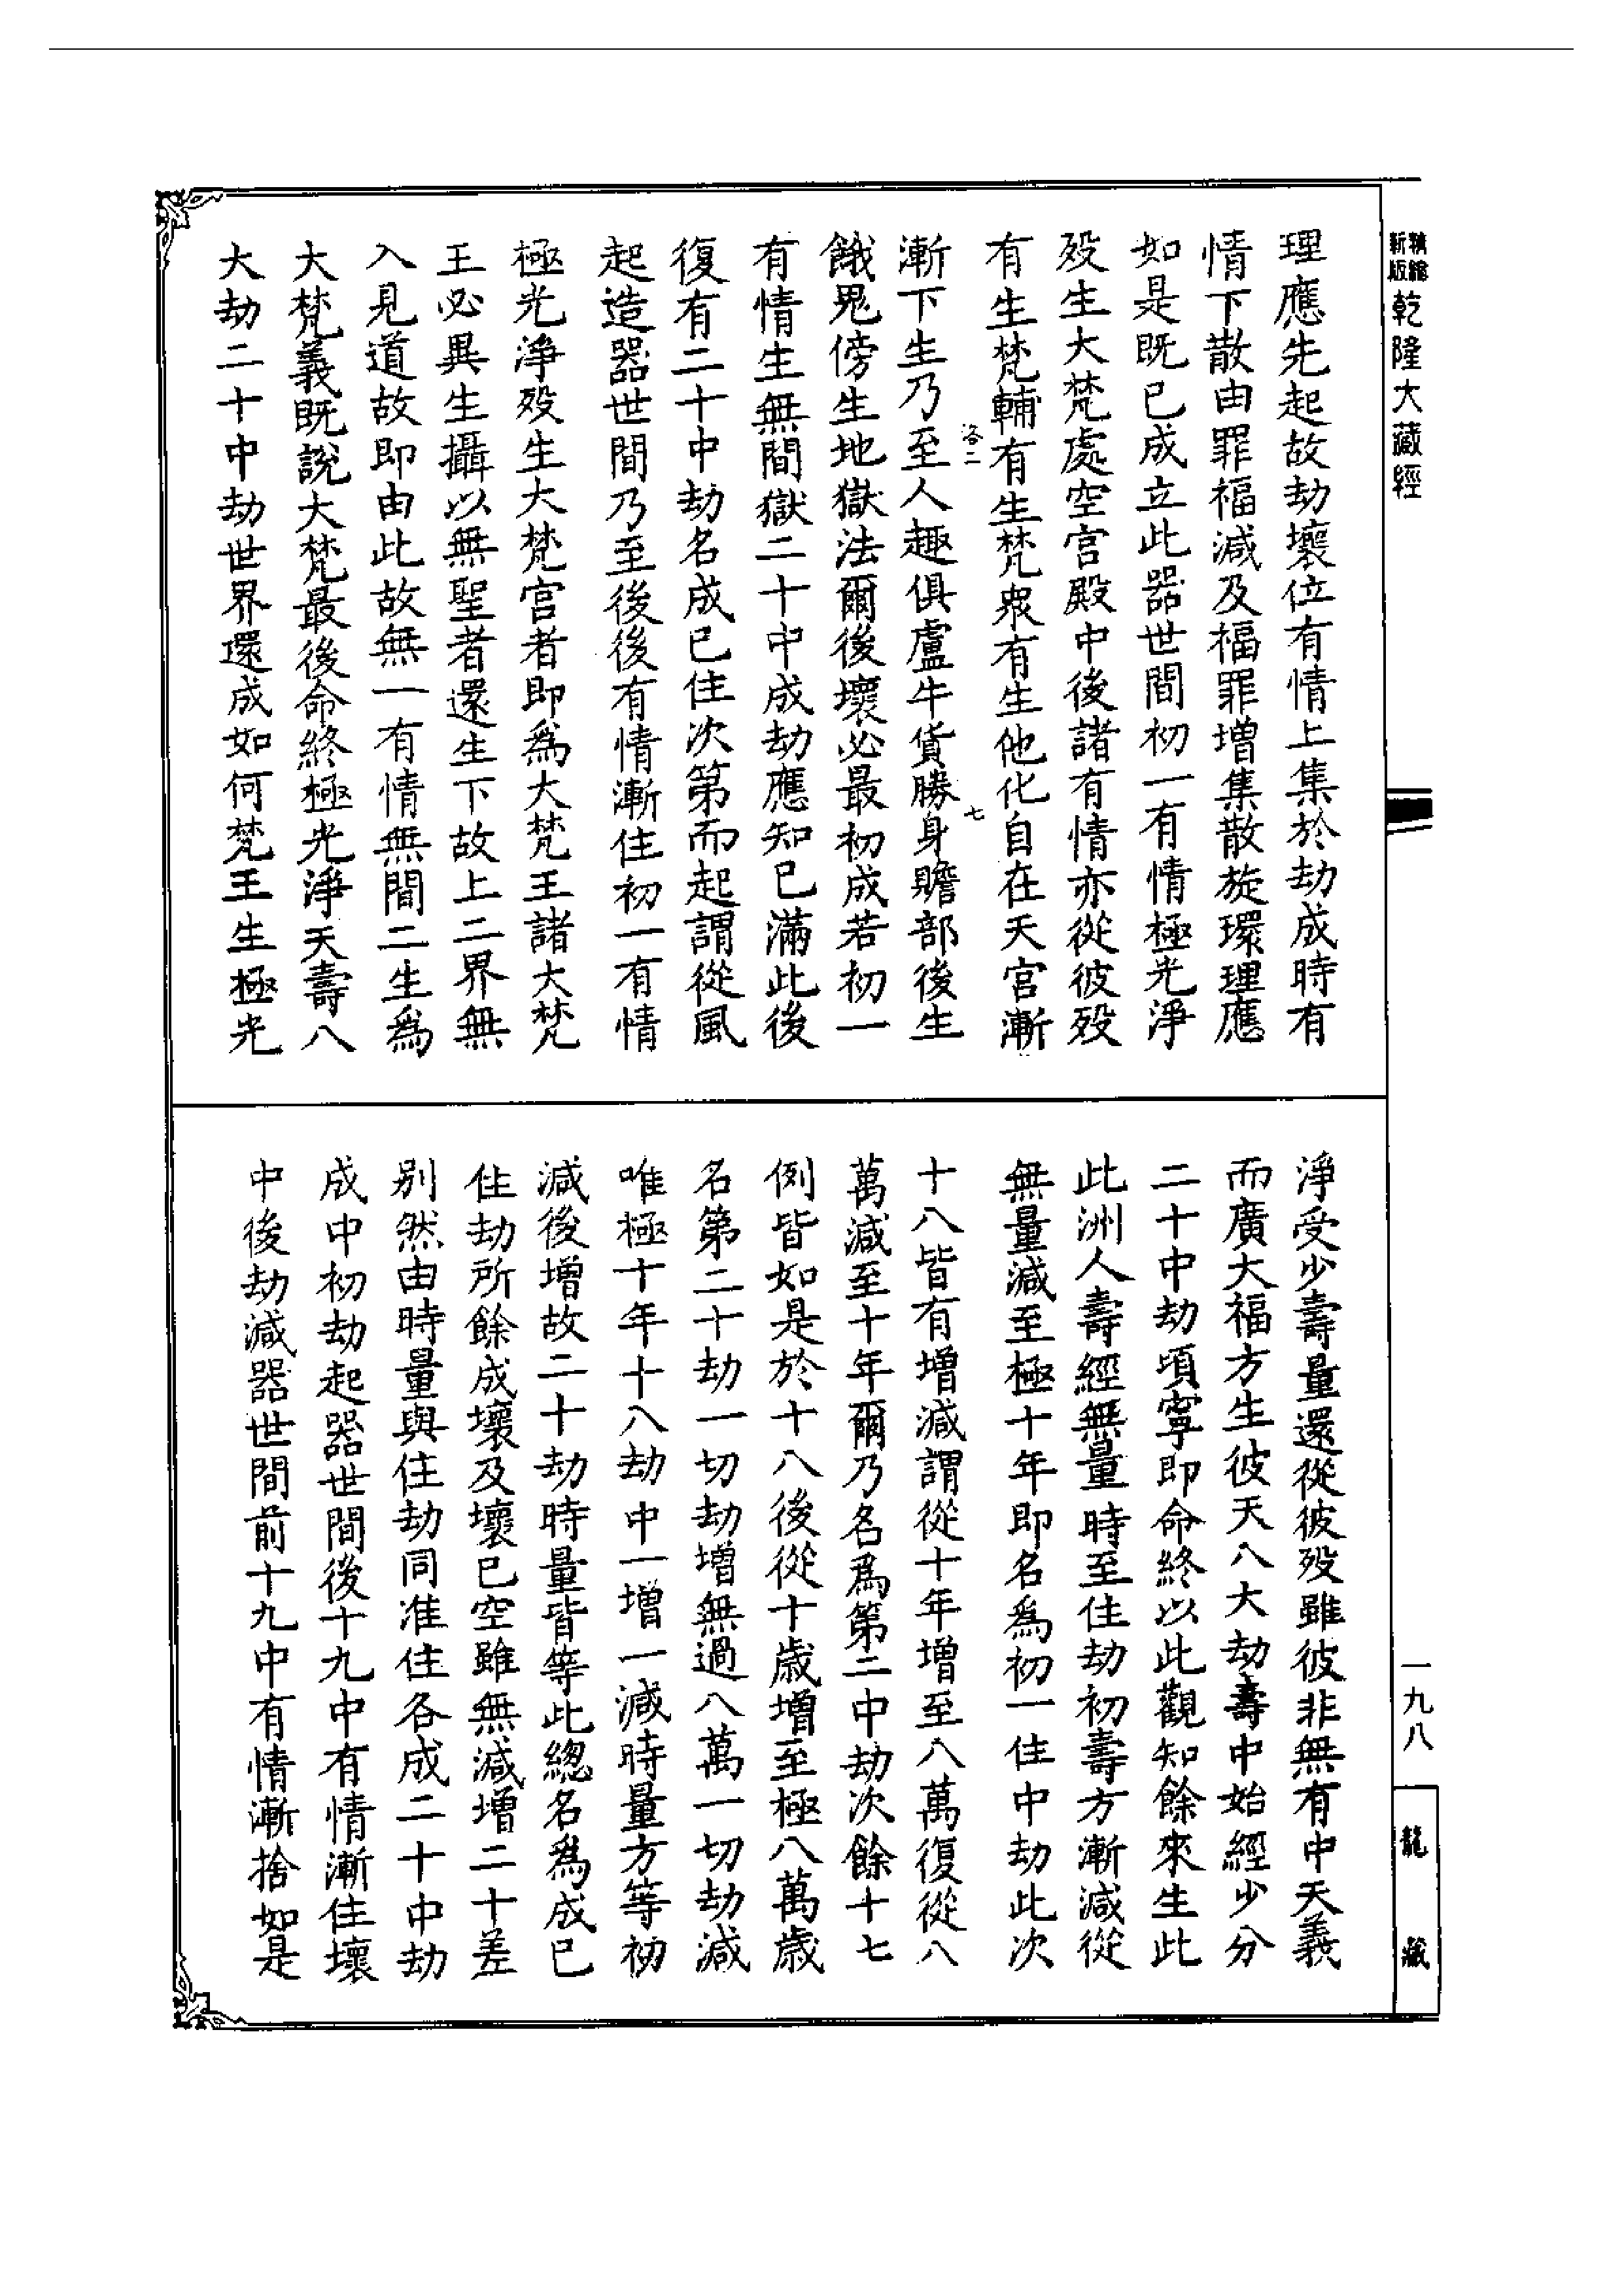 乾隆大藏經
理應先起故劫壞位有情上集於劫成時有
情下散由罪福減及福罪增集散旋環理應
如是既已成立此器世間初一有情極光淨
歿生大梵處空宮殿中後諸有情亦從彼歿
有生梵輔有生梵衆有生他化自在天宮漸
洛二
七
漸下生乃至人趣俱盧牛貨勝身贍部後生
餓鬼傍生地獄法爾後壞必最初成若初一
有情生無間獄二十中成劫應知已滿此後
復有二十中劫名成已住次第而起謂從風
起造器世間乃至後後有情漸住初一有情
極光淨歿生大梵宮者即爲大梵王諸大梵
王必異生攝以無聖者還生下故上二界無
入見道故即由此故無一有情無間二生爲
大梵義既說大梵最後命終極光淨天壽八
大劫二十中劫世界還成如何梵王生極光
淨受少壽量還從彼歿雖彼非無有中夭義
而廣大福方生彼天八大劫壽中始經少分
二十中劫頃寧即命終以此觀知餘來生此
此洲人壽經無量時至住劫初壽方漸減從
無量減至極十年即名爲初一住中劫此次
十八皆有增減謂從十年增至八萬復從八
萬減至十年爾乃名爲第二中劫次餘十七
例皆如是於十八後從十歲增至極八萬歲
名第二十劫一切劫增無過八萬一切劫減
唯極十年十八劫中一增一減時量方等初
減後增故二十劫時量皆等此總名爲成已
住劫所餘成壞及壞已空雖無減增二十差
別然由時量與住劫同准住各成二十中劫
成中初劫起器世間後十九中有情漸住壞
中後劫減器世間前十九中有情漸捨如是
一九八
龍藏